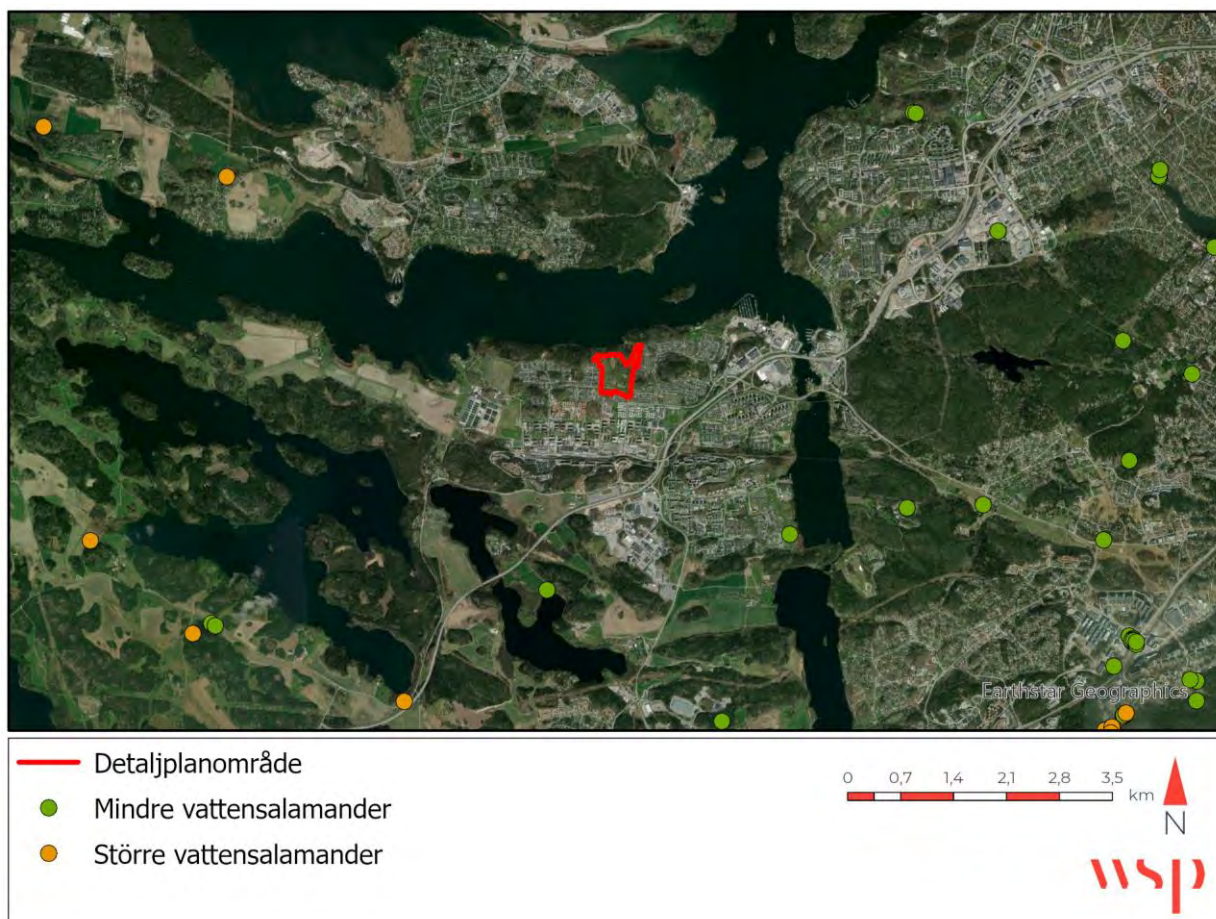 Earthstar Geographics
Detaljplanområde
Mindre vattensalamander
Större vattensalamander
0 0,7 1,4 2,1 2,8 3,5
km
N
wsp